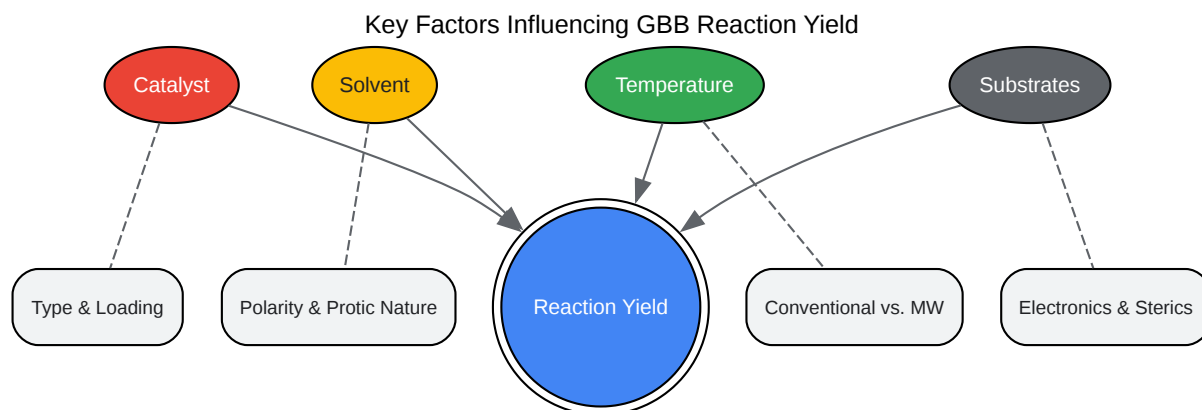 Key Factors Influencing GBB Reaction Yield
Catalyst
Solvent
Temperature
Substrates
Type & Loading
Polarity & Protic Nature
Reaction Yield
Conventional vs. MW
Electronics & Sterics